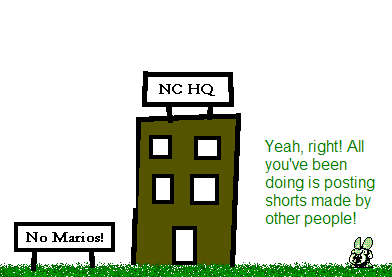 NC HQ
Yeah, right! All
you've been
doing is posting
shorts made by
other people!
No Marios!